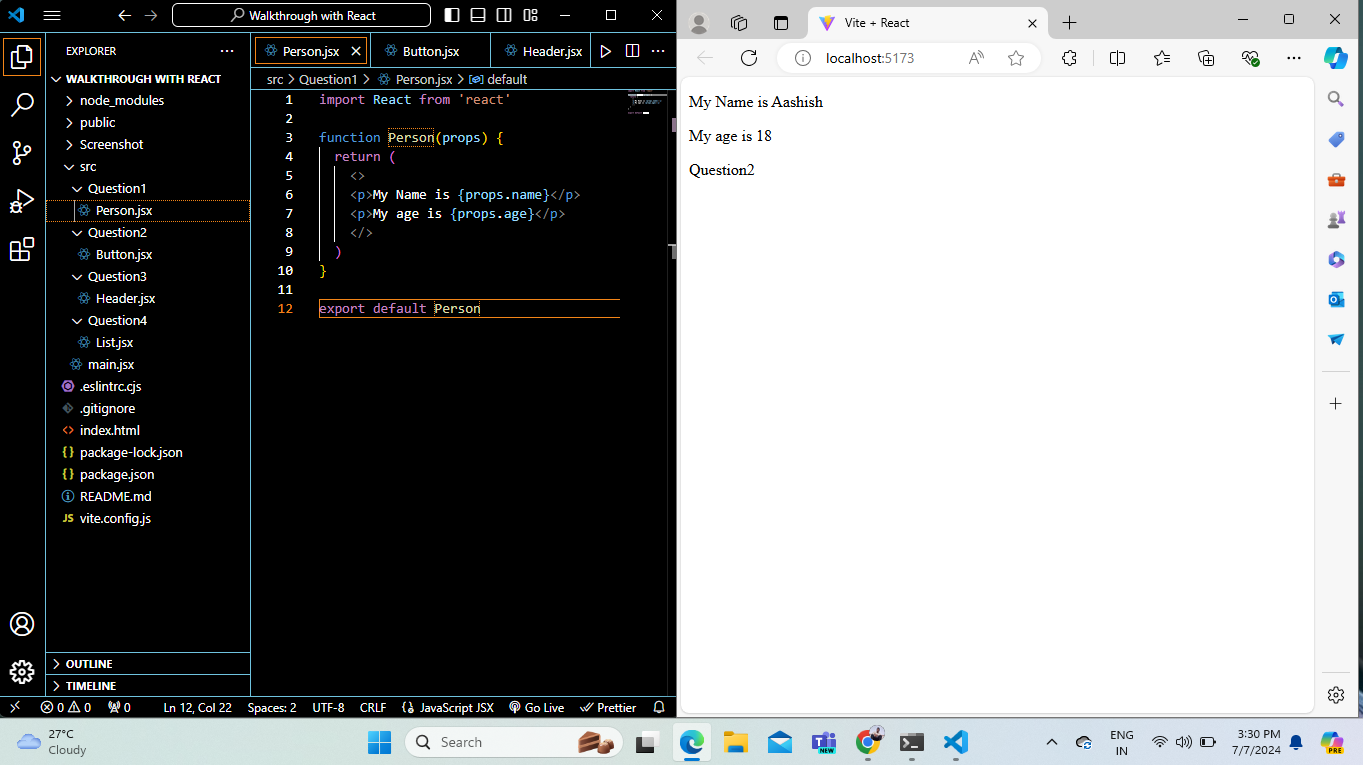 Walkthrough with React
EXPLORER
WALKTHROUGH WITH REACT
node_modules
public
Screenshot
src
Question1
Person.jsx
Question2
Button.jsx
Question3
Header.jsx
Question4
List.jsx
main.jsx
.eslintrc.cjs
.gitignore
index.html
package-lock.json
package.json
README.md
JS vite.config.js
OUTLINE
TIMELINE
Person.jsx Button.jsx Header.jsx
src > Question1 > Person.jsx > default
1 import React from 'react'
2
3 function Person(props) {
4 return (
5 <>
6 <p>My Name is {props.name}</p>
7 <p>My age is {props.age}</p>
8 </>
9 )
10 }
11
12 export default Person
0 0 0 Ln 12, Col 22 Spaces: 2 UTF-8 CRLF JavaScript JSX Go Live Prettier
Vite + React
localhost:5173
My Name is Aashish
My age is 18
Question2
27°C
Cloudy
Search
NEW
ENG
IN
3:30 PM
7/7/2024
PRE